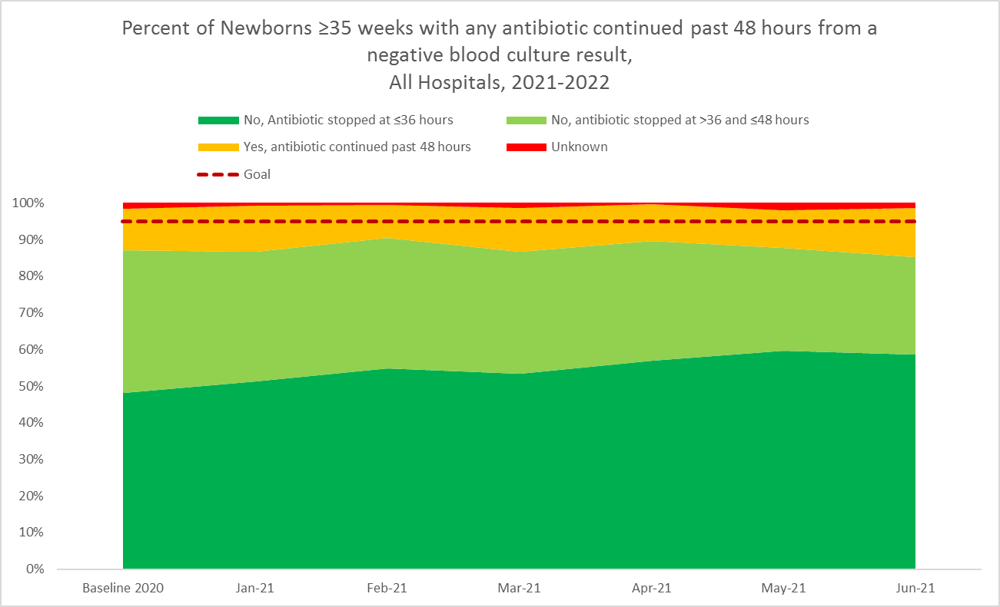 Percent of Newborns ≥35 weeks with any antibiotic continued past 48 hours from a
negative blood culture result,
All Hospitals, 2021-2022
No, Antibiotic stopped at ≤36 hours
No, antibiotic stopped at >36 and ≤48 hours
Yes, antibiotic continued past 48 hours
Unknown
Goal
100%
90%
80%
70%
60%
50%
40%
30%
20%
10%
0%
Baseline 2020
Jan-21
Feb-21
Mar-21
Apr-21
May-21
Jun-21